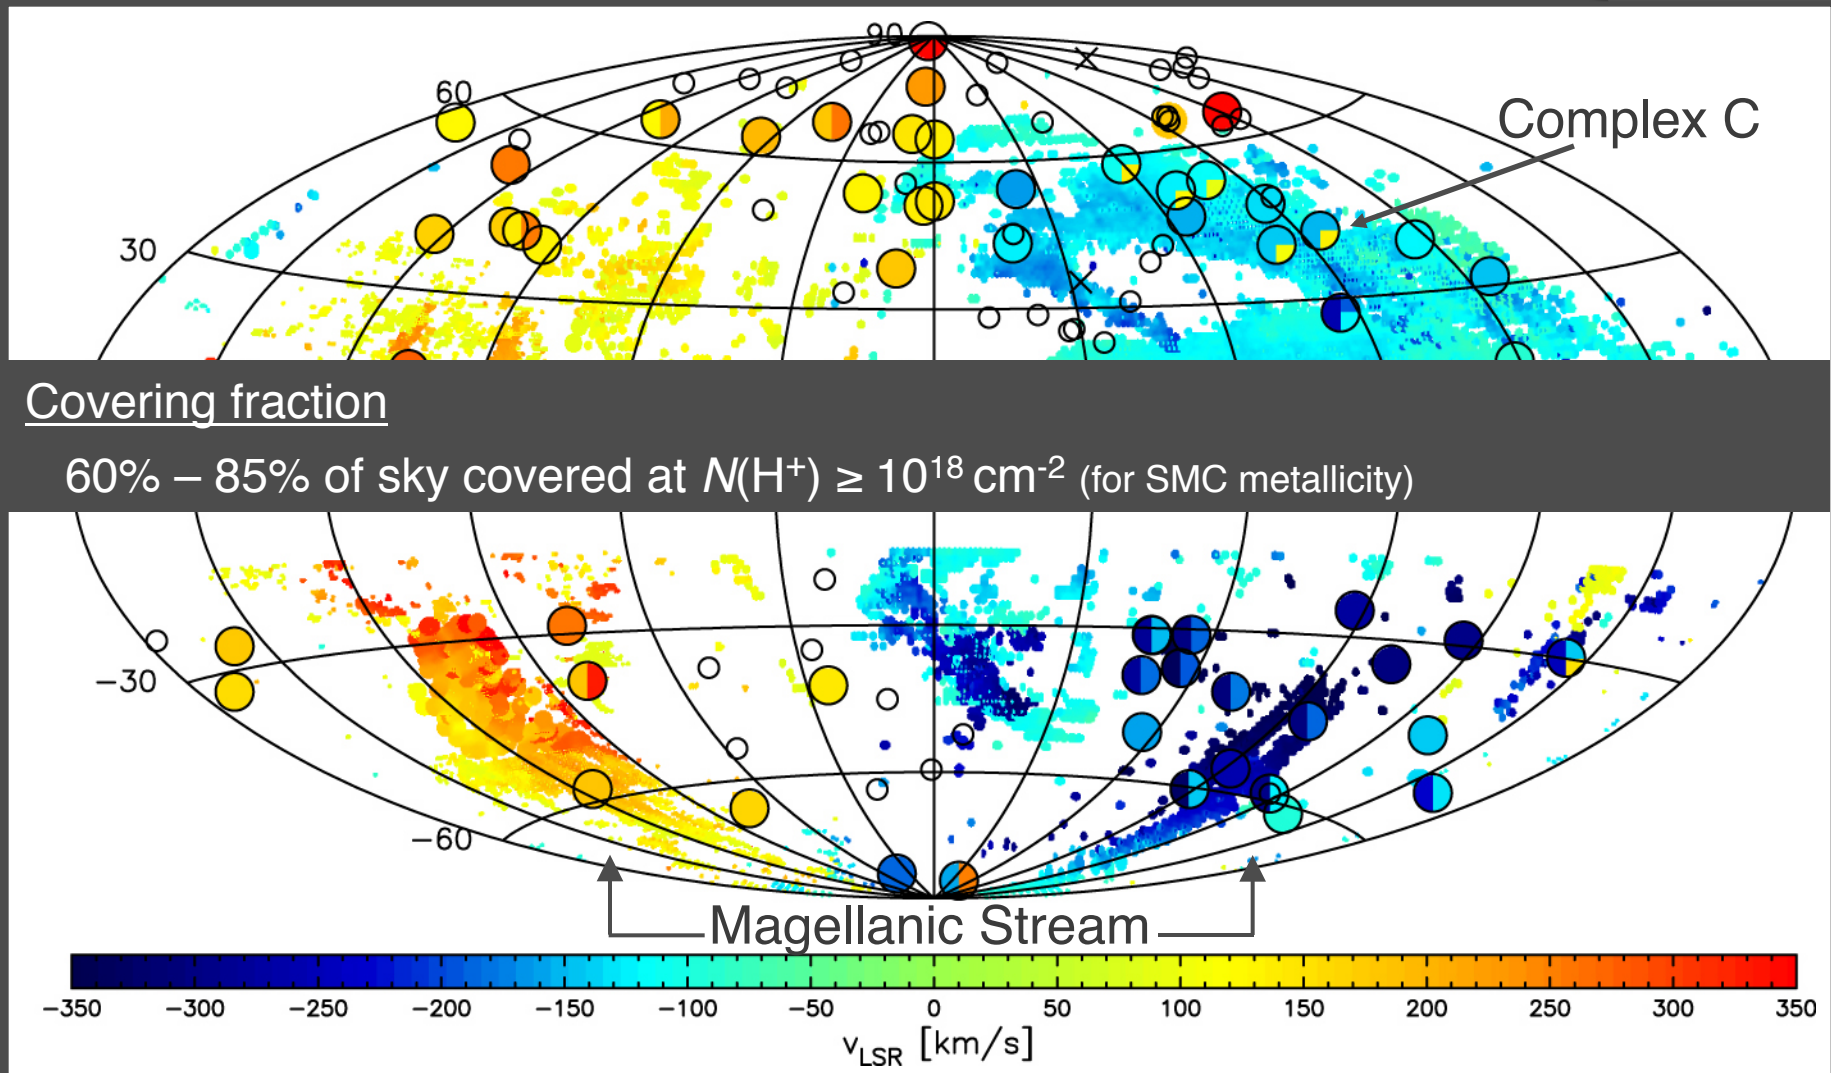 90
60
Complex C
30
Covering fraction
60% – 85% of sky covered at N(H⁺) ≥ 10¹⁸ cm⁻² (for SMC metallicity)
−30
−60
Magellanic Stream
−350 −300 −250 −200 −150 −100 −50 0 50 100 150 200 250 300 350
v_LSR [km/s]